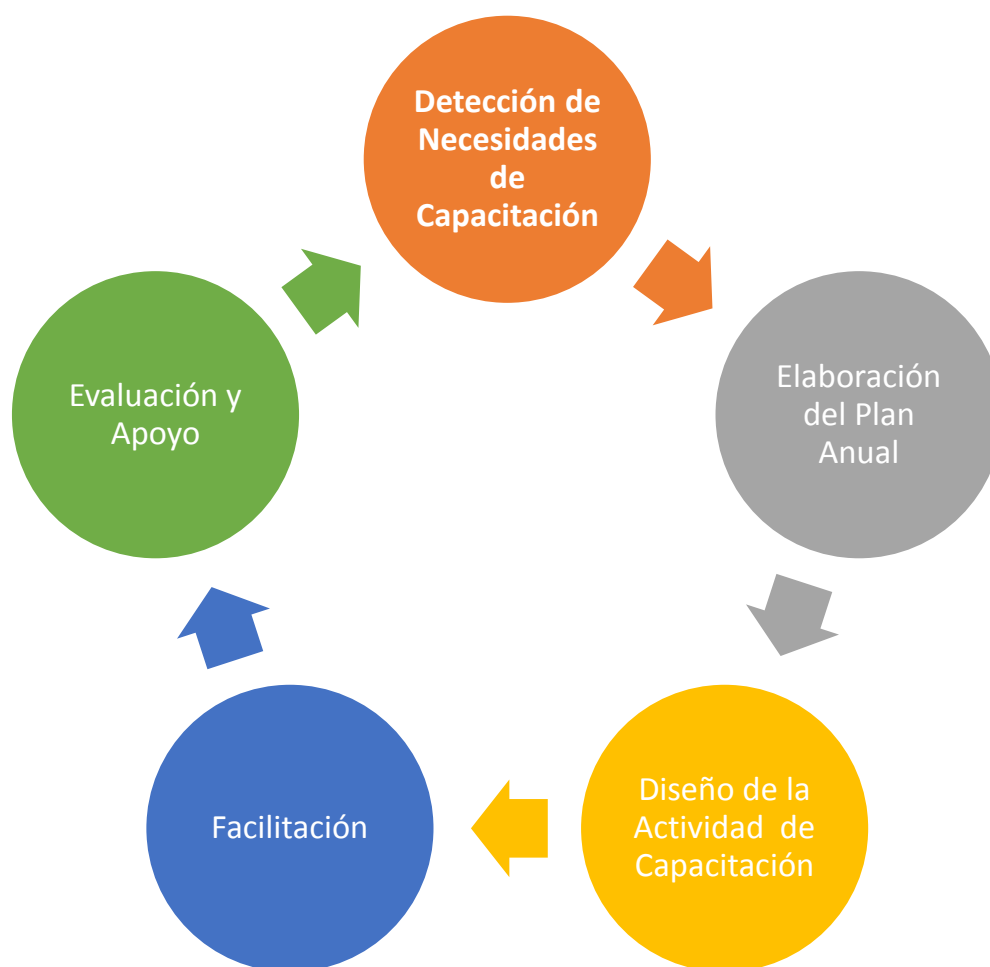 Detección de
Necesidades
de
Capacitación
Elaboración
del Plan
Anual
Diseño de la
Actividad de
Capacitación
Facilitación
Evaluación y
Apoyo